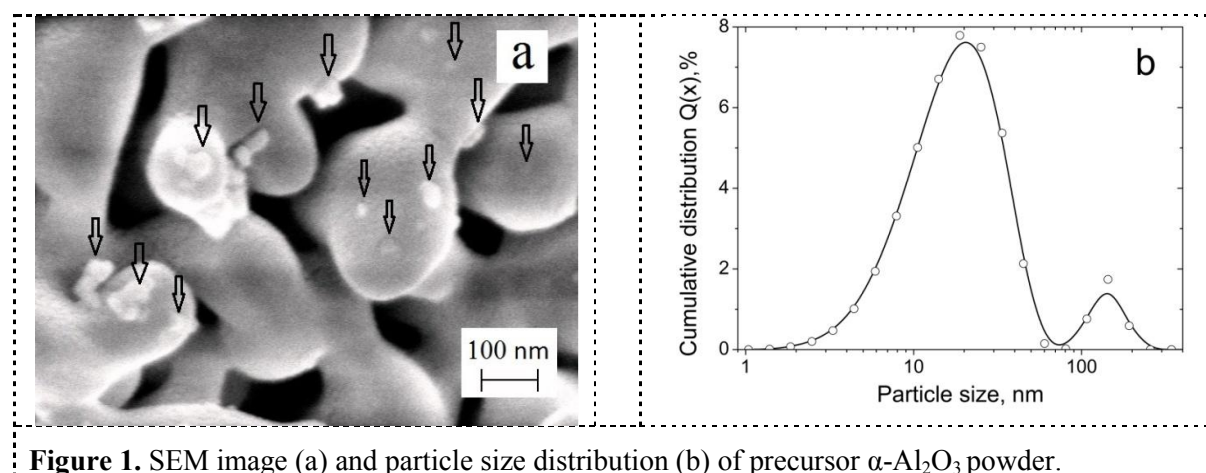 a
100 nm
b
Cumulative distribution Q(x),%
8
6
4
2
0
1 10 100
Particle size, nm
Figure 1. SEM image (a) and particle size distribution (b) of precursor α-Al₂O₃ powder.